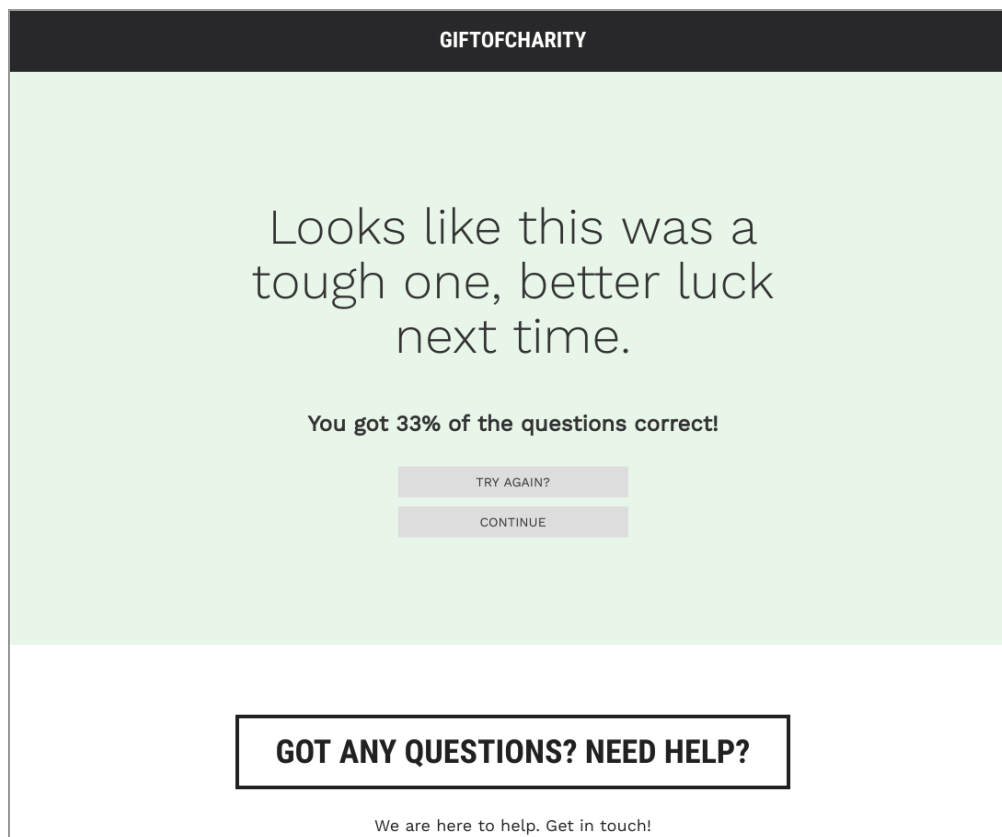 GIFTOFCHARITY
Looks like this was a
tough one, better luck
next time.
You got 33% of the questions correct!
TRY AGAIN?
CONTINUE
GOT ANY QUESTIONS? NEED HELP?
We are here to help. Get in touch!